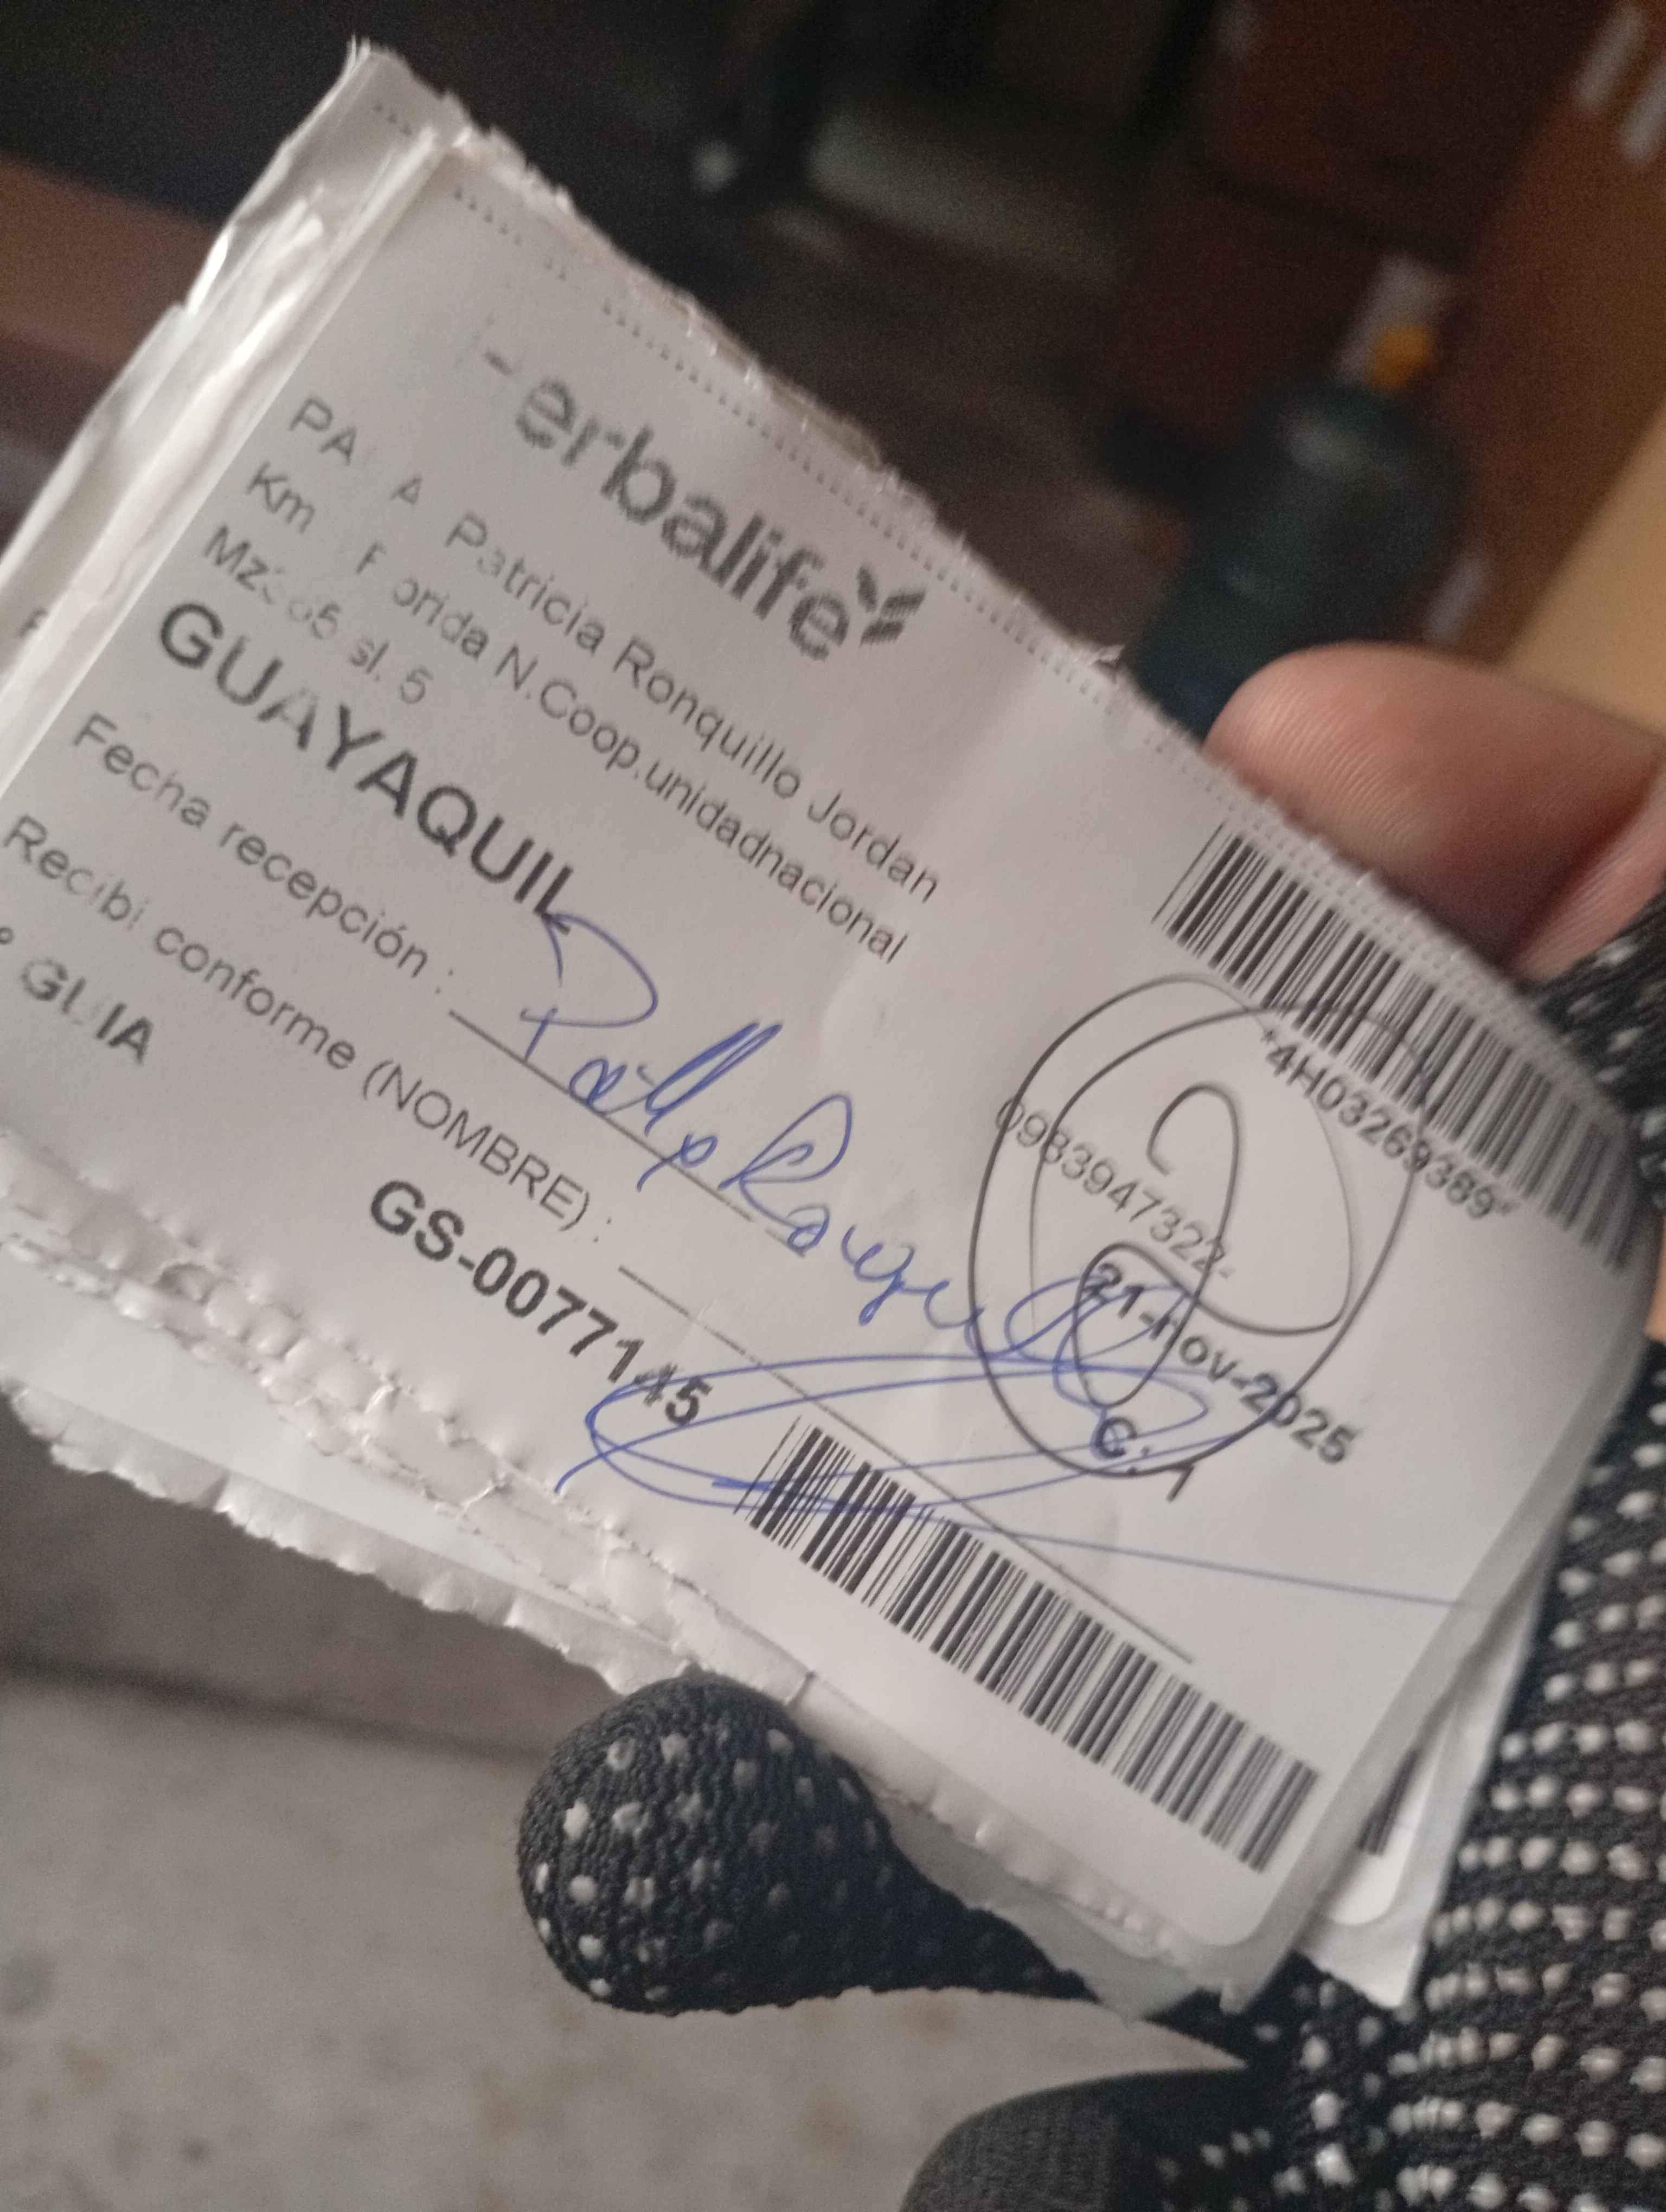 erbalife
PA A Patricia Ronquillo Jordan
Km F orida N.Coop.unidadnacional
sl. 5
GUAYAQUIL
*4H03269389*
0983947322-
Fecha recepción :
21-nov-2025
Recibí conforme (NOMBRE) :
C: 1
GUIA
GS-0077145